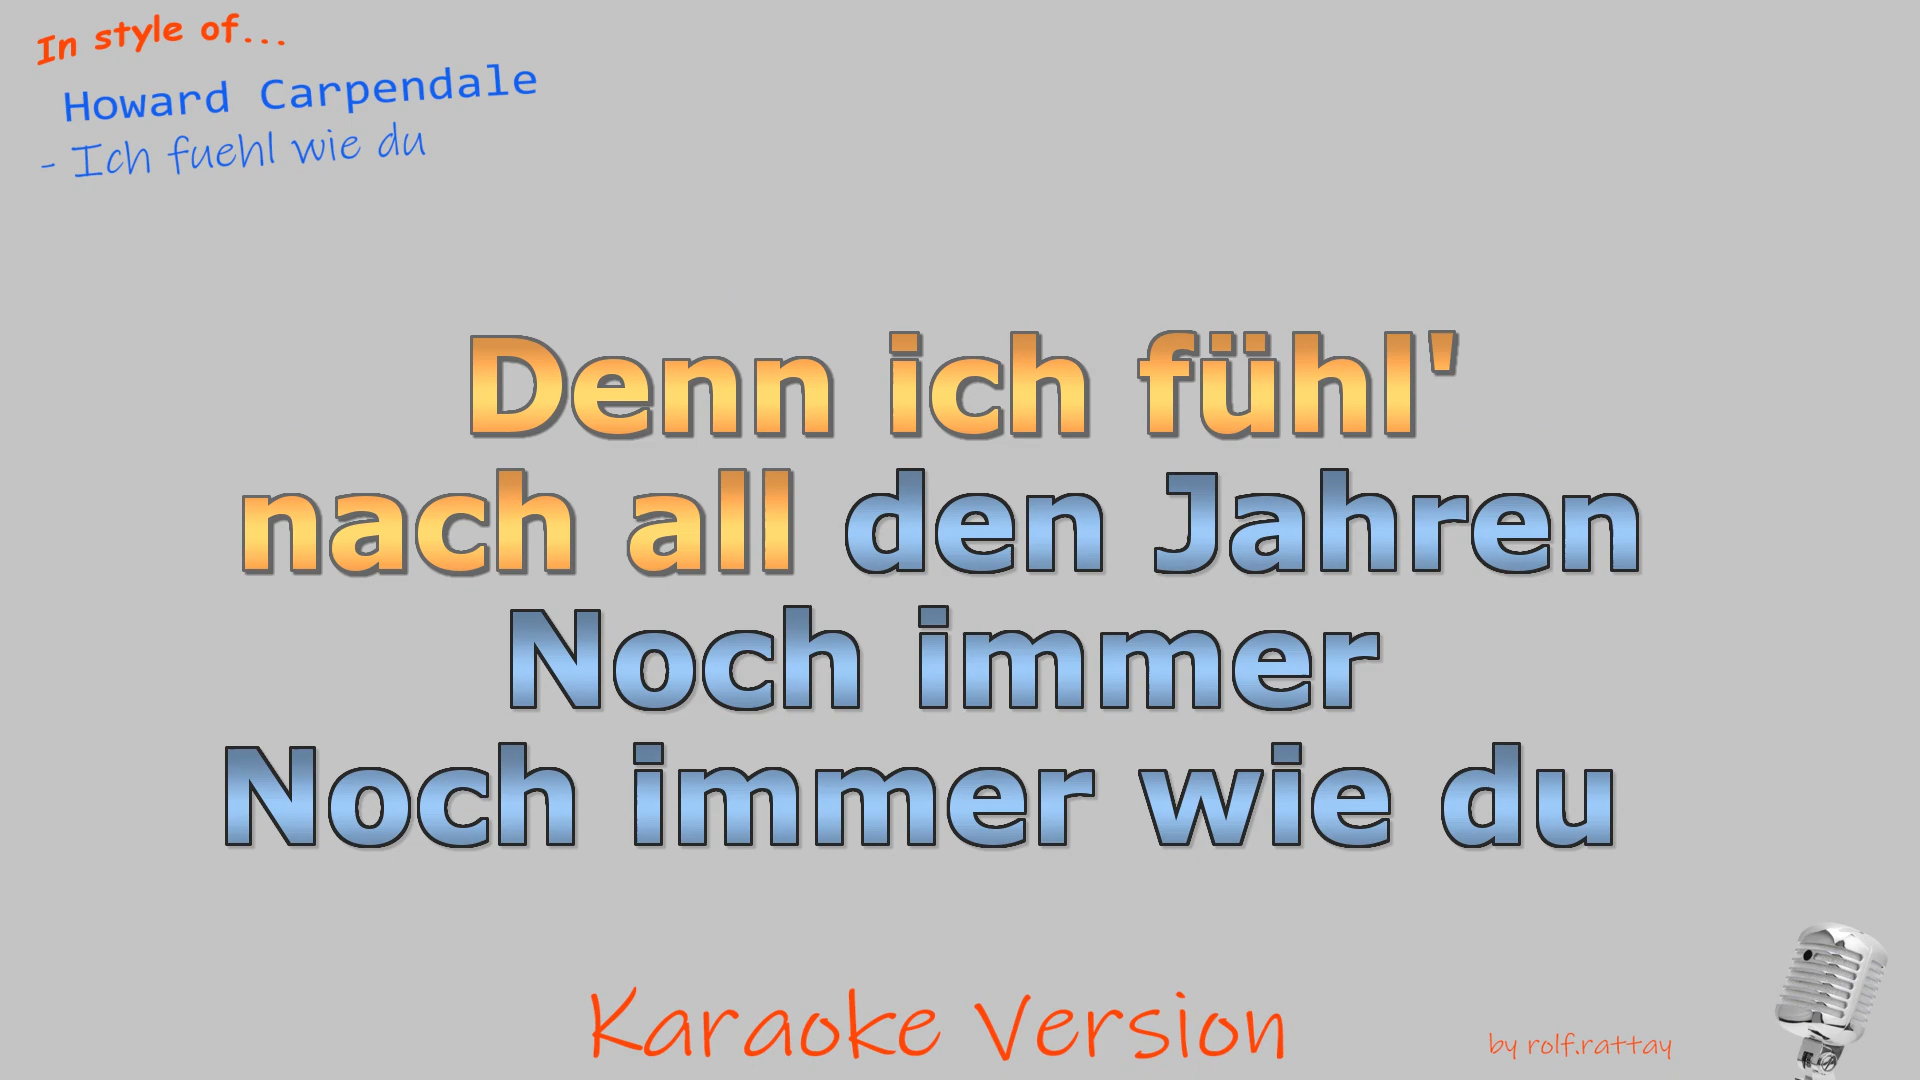 In style of...
Howard Carpendale
- Ich fuehl wie du
Denn ich fühl'
nach all den Jahren
Noch immer
Noch immer wie du
Karaoke Version
by rolf.rattay